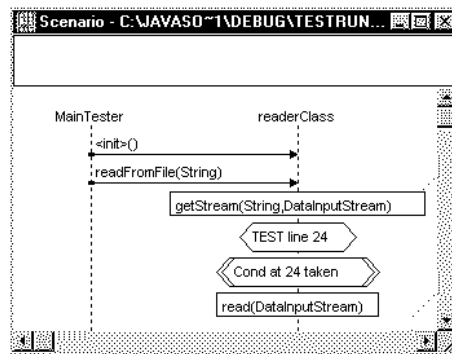 Scenario - C:\JAVASO~1\DEBUG\TESTRUN...
MainTester readerClass
<init>()
readFromFile(String)
getStream(String,DataInputStream)
TEST line 24
Cond at 24 taken
read(DataInputStream)